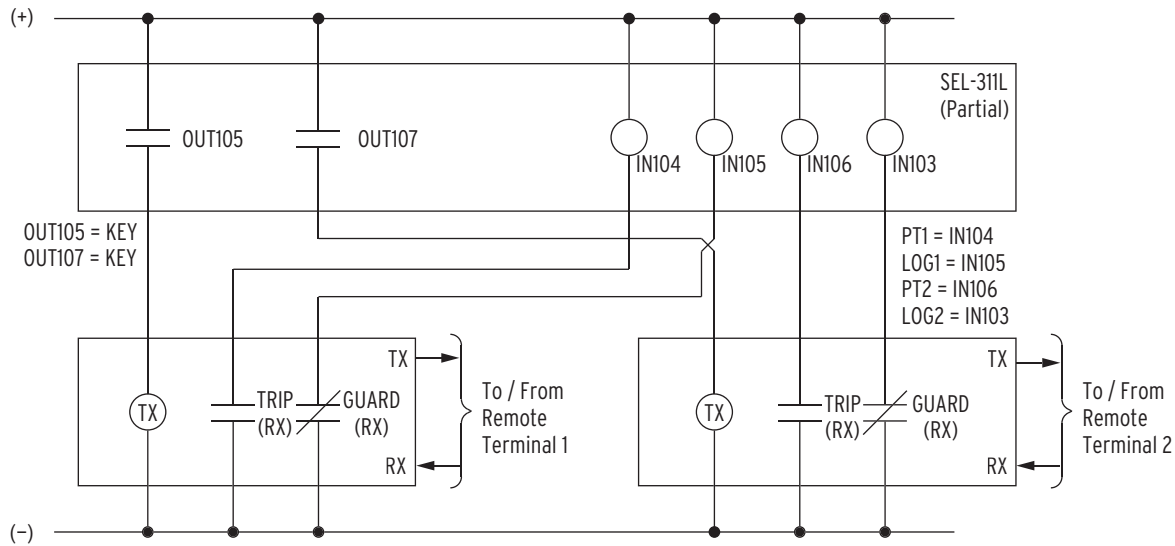 (+)
SEL-311L
(Partial)
OUT105
OUT107
IN104
IN105
IN106
IN103
OUT105 = KEY
OUT107 = KEY
PT1 = IN104
LOG1 = IN105
PT2 = IN106
LOG2 = IN103
TX
TX
TRIP
(RX)
GUARD
(RX)
RX
To / From
Remote
Terminal 1
TX
TX
TRIP
(RX)
GUARD
(RX)
RX
To / From
Remote
Terminal 2
(−)